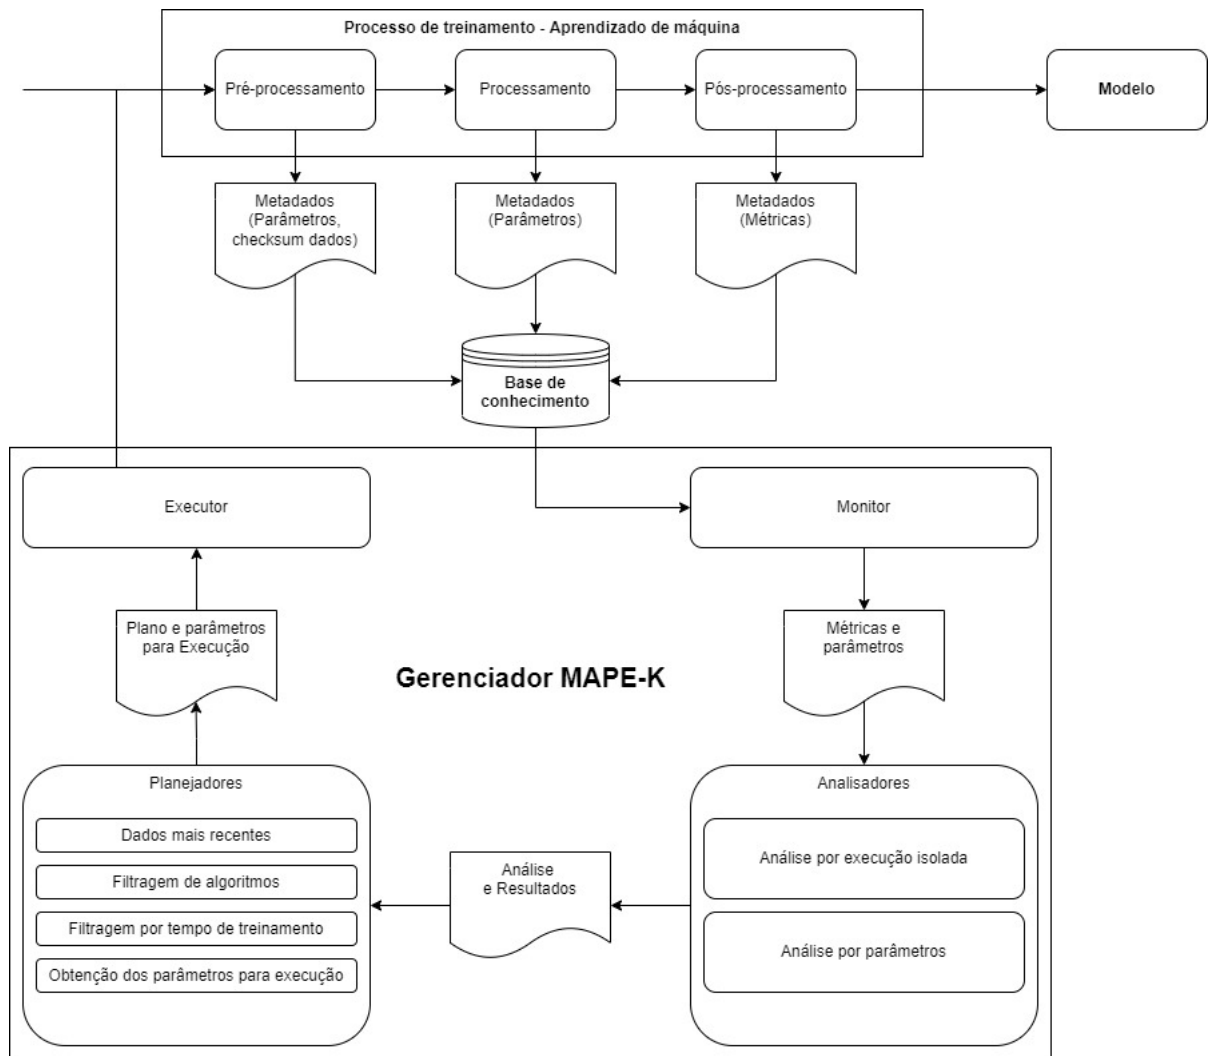 Processo de treinamento - Aprendizado de máquina
Pré-processamento
Processamento
Pós-processamento
Modelo
Metadados
(Parâmetros,
checksum dados)
Metadados
(Parâmetros)
Metadados
(Métricas)
Base de
conhecimento
Executor
Monitor
Plano e parâmetros
para Execução
Métricas e
parâmetros
Gerenciador MAPE-K
Planejadores
Dados mais recentes
Filtragem de algoritmos
Filtragem por tempo de treinamento
Obtenção dos parâmetros para execução
Análise
e Resultados
Analisadores
Análise por execução isolada
Análise por parâmetros